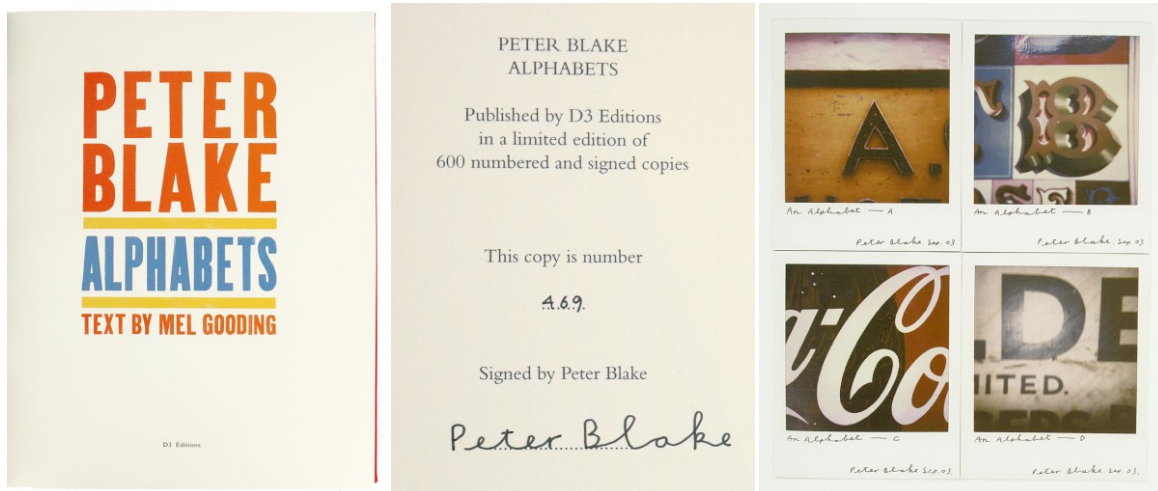 PETER
BLAKE
ALPHABETS
TEXT BY MEL GOODING
D3 Editions
PETER BLAKE
ALPHABETS
Published by D3 Editions
in a limited edition of
600 numbered and signed copies
This copy is number
469
Signed by Peter Blake
Peter Blake
A.
B
An Alphabet — A
Peter Blake. Sep. 03
An Alphabet — B
Peter Blake. Sep. 03
a-Co
.DE
MITED.
An Alphabet — C
Peter Blake Sep. 03.
An Alphabet — D
Peter Blake Sep. 03.